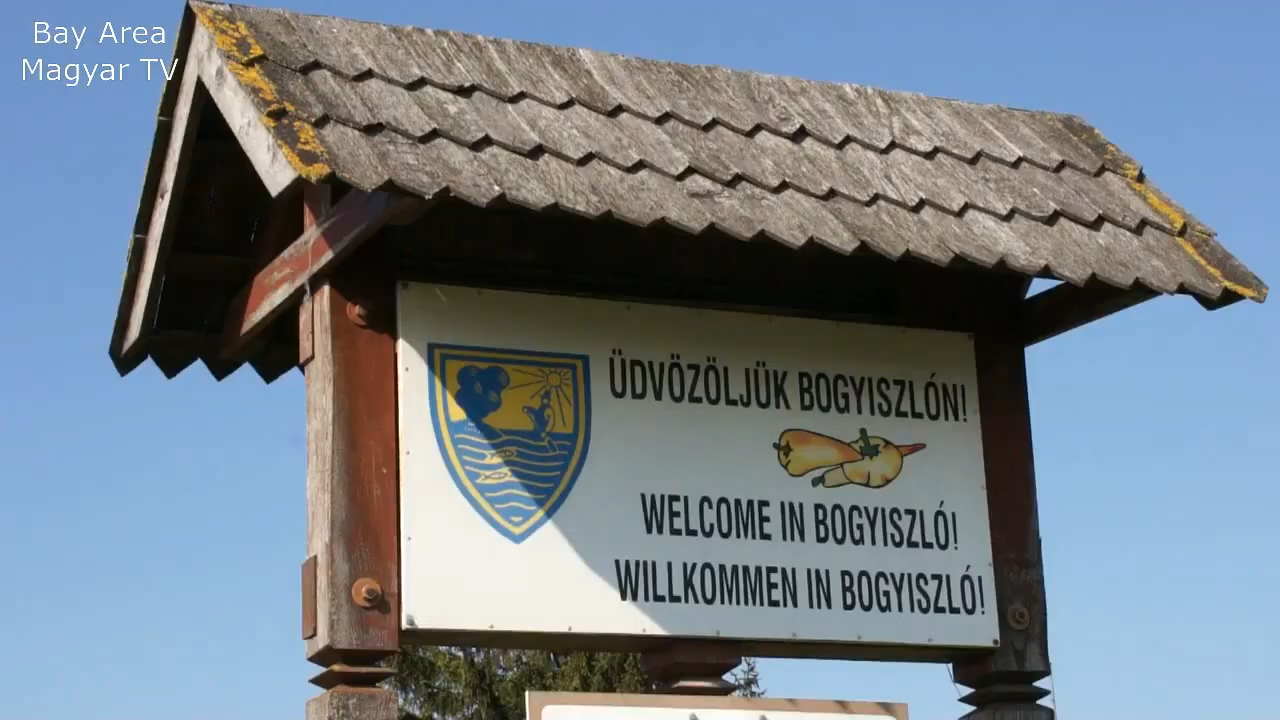 Bay Area
Magyar TV
ÜDVÖZÖLJÜK BOGYISZLÓN!
WELCOME IN BOGYISZLÓ!
WILLKOMMEN IN BOGYISZLÓ!